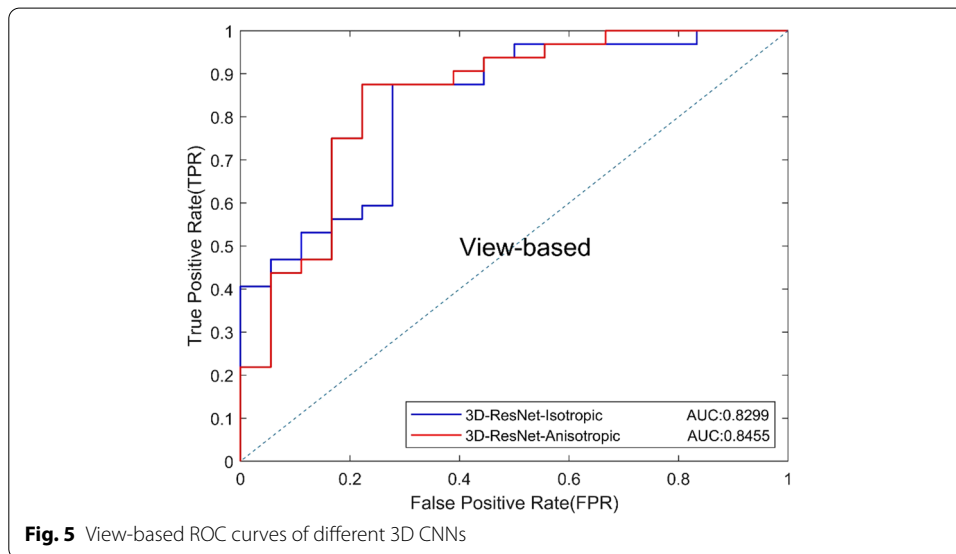 1
0.9
0.8
0.7
0.6
0.5
0.4
0.3
0.2
0.1
0
True Positive Rate(TPR)
View-based
3D-ResNet-Isotropic AUC:0.8299
3D-ResNet-Anisotropic AUC:0.8455
0 0.2 0.4 0.6 0.8 1
False Positive Rate(FPR)
Fig. 5 View-based ROC curves of different 3D CNNs